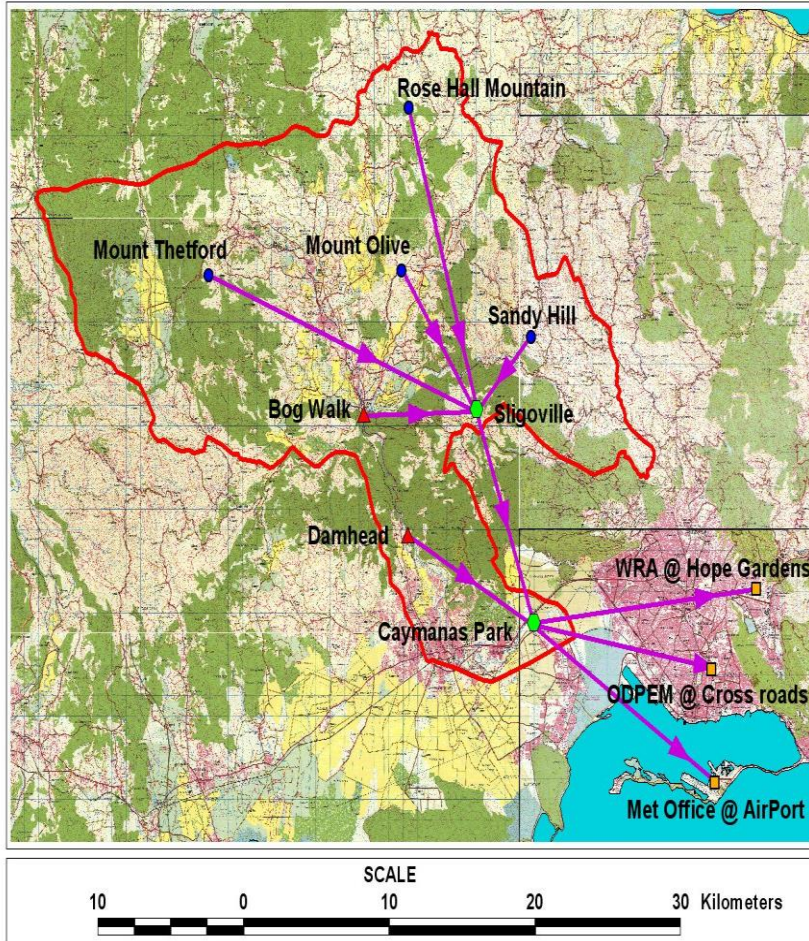 Rose Hall Mountain
Mount Thetford
Mount Olive
Sandy Hill
Bog Walk
Sligoville
Damhead
WRA @ Hope Gardens
Caymanas Park
ODPEM @ Cross roads
Met Office @ AirPort
SCALE
10 0 10 20 30 Kilometers